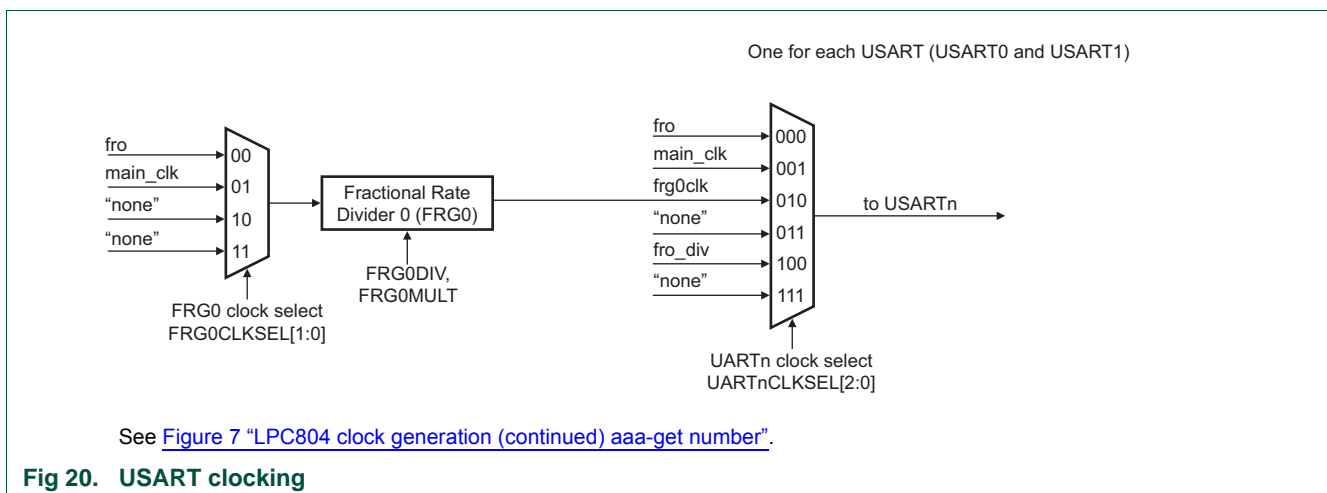 One for each USART (USART0 and USART1)
fro
00
main_clk
01
“none”
10
“none”
11
FRG0 clock select
FRG0CLKSEL[1:0]
Fractional Rate
Divider 0 (FRG0)
FRG0DIV,
FRG0MULT
fro
000
main_clk
001
frg0clk
010
“none”
011
fro_div
100
“none”
111
to USARTn
UARTn clock select
UARTnCLKSEL[2:0]
See Figure 7 “LPC804 clock generation (continued) aaa-get number”.
Fig 20. USART clocking